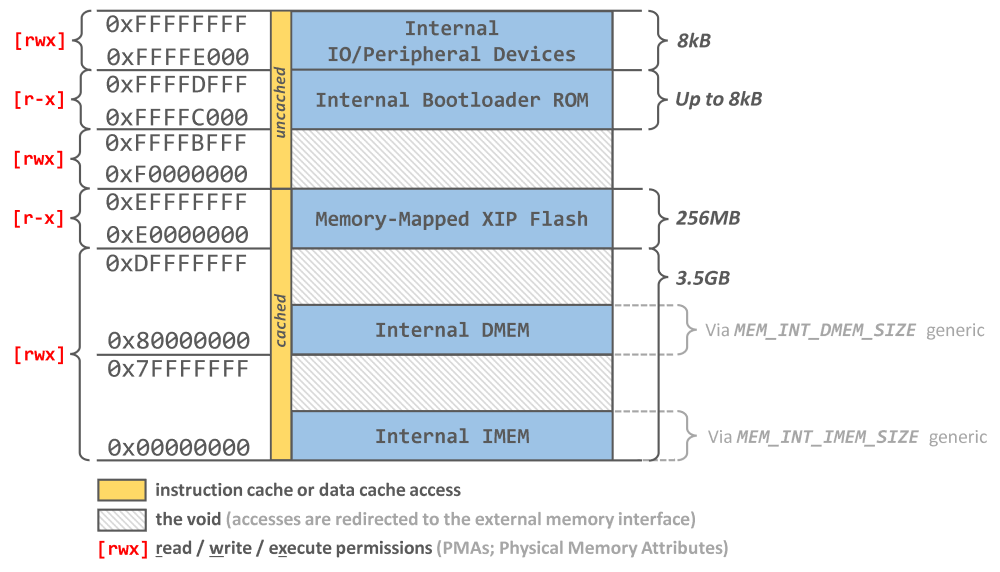 [rwx]
0xFFFFFFFF
0xFFFFE000
Internal
IO/Peripheral Devices
8kB
[r-x]
0xFFFFDFFF
0xFFFFC000
Internal Bootloader ROM
Up to 8kB
uncached
[rwx]
0xFFFFBFFF
0xF0000000
[r-x]
0xEFFFFFFF
0xE0000000
Memory-Mapped XIP Flash
256MB
[rwx]
0xDFFFFFFF
3.5GB
cached
0x80000000
Internal DMEM
Via MEM_INT_DMEM_SIZE generic
0x7FFFFFFF
0x00000000
Internal IMEM
Via MEM_INT_IMEM_SIZE generic
instruction cache or data cache access
the void (accesses are redirected to the external memory interface)
[rwx] read / write / execute permissions (PMAs; Physical Memory Attributes)